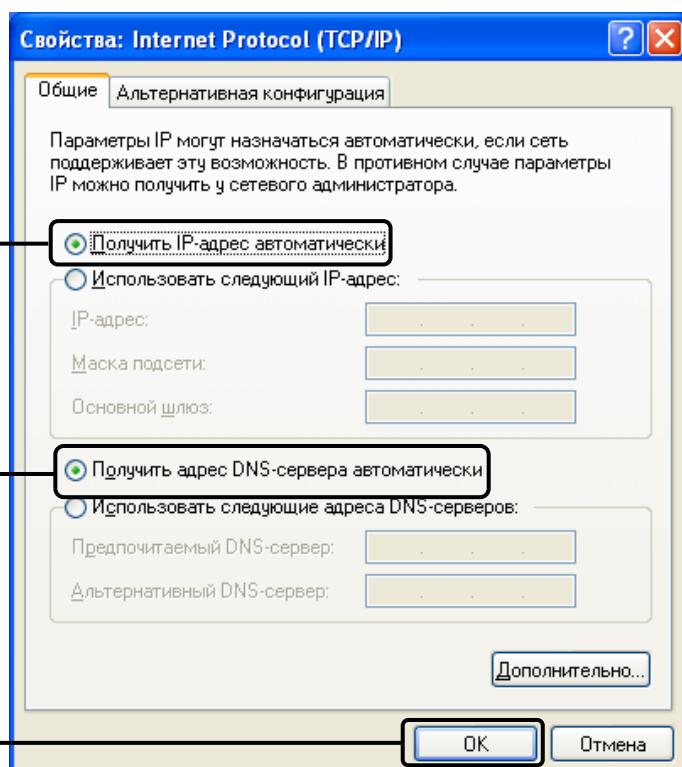 Свойства: Internet Protocol (TCP/IP)
Общие
Альтернативная конфигурация
Параметры IP могут назначаться автоматически, если сеть
поддерживает эту возможность. В противном случае параметры
IP можно получить у сетевого администратора.
Получить IP-адрес автоматически
Использовать следующий IP-адрес:
IP-адрес:
Маска подсети:
Основной шлюз:
Получить адрес DNS-сервера автоматически
Использовать следующие адреса DNS-серверов:
Предпочитаемый DNS-сервер:
Альтернативный DNS-сервер:
Дополнительно...
OK
Отмена